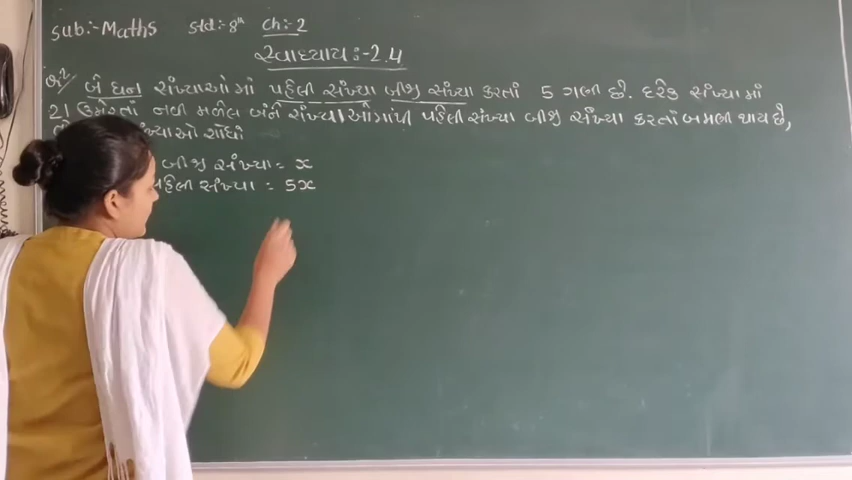 Sub:- Maths Std:- 8th Ch:- 2
સ્વાધ્યાય :- 2.4
Q.2 બે ધન સંખ્યાઓમાં પહેલી સંખ્યા બીજી સંખ્યા કરતાં 5 ગણી છે. દરેક સંખ્યામાં
21 ઉમેરતાં નવી મળેલ બંને સંખ્યાઓમાંથી પહેલી સંખ્યા બીજી સંખ્યા કરતાં બમણી થાય છે,
શોધો
બીજી સંખ્યા = x
પહેલી સંખ્યા = 5x